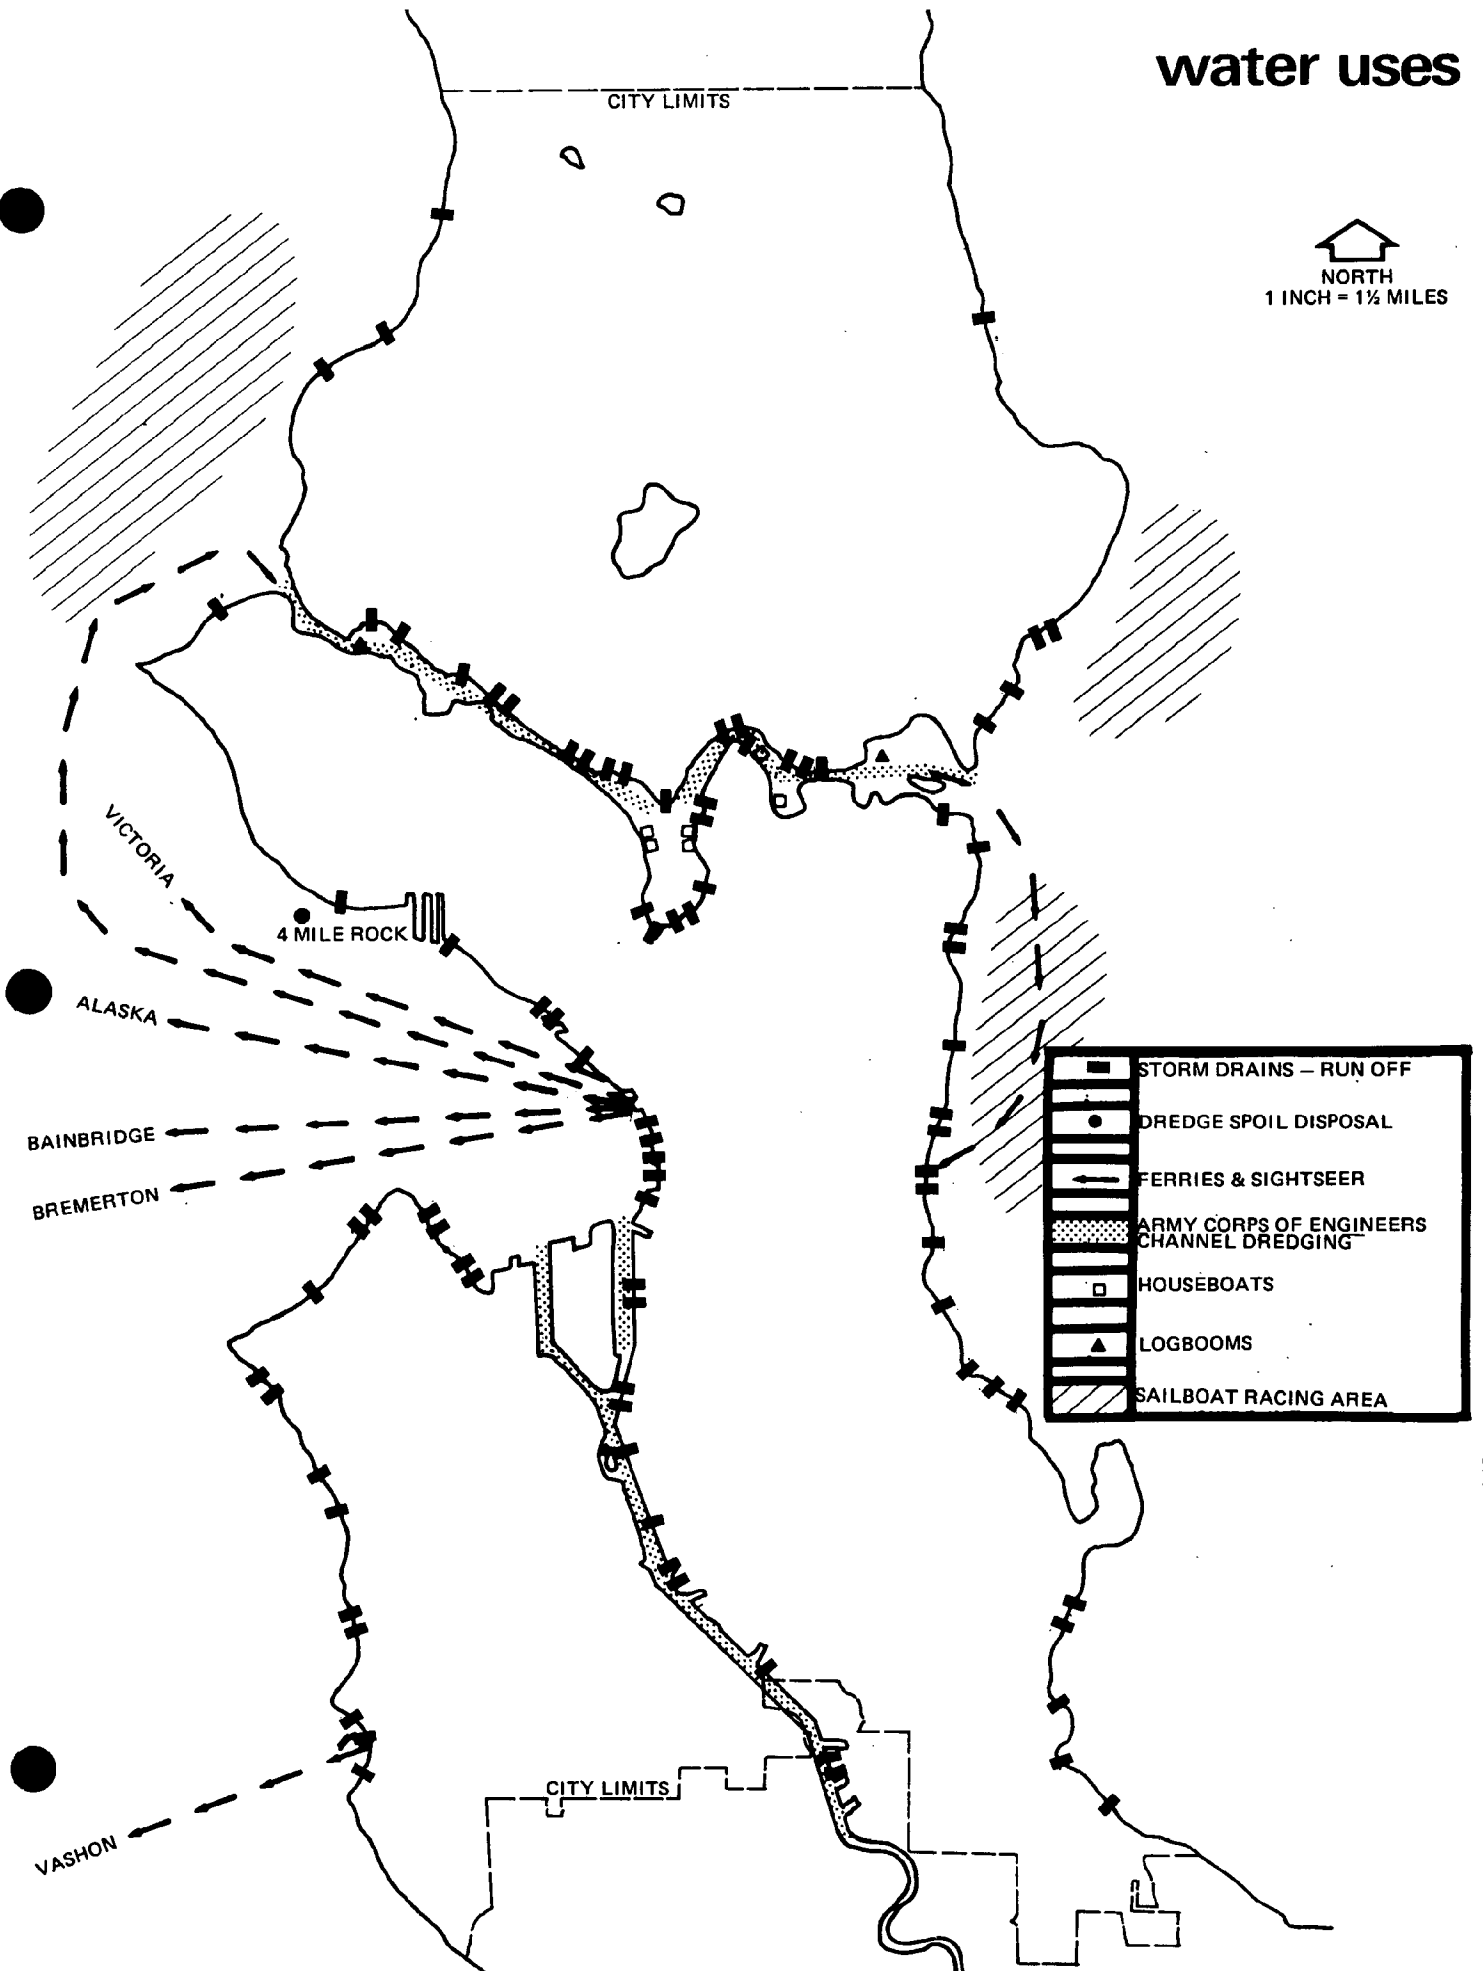 water uses
CITY LIMITS
NORTH
1 INCH = 1½ MILES
VICTORIA
4 MILE ROCK
ALASKA
BAINBRIDGE
BREMERTON
STORM DRAINS – RUN OFF
DREDGE SPOIL DISPOSAL
FERRIES & SIGHTSEER
ARMY CORPS OF ENGINEERS
CHANNEL DREDGING
HOUSEBOATS
LOGBOOMS
SAILBOAT RACING AREA
CITY LIMITS
VASHON